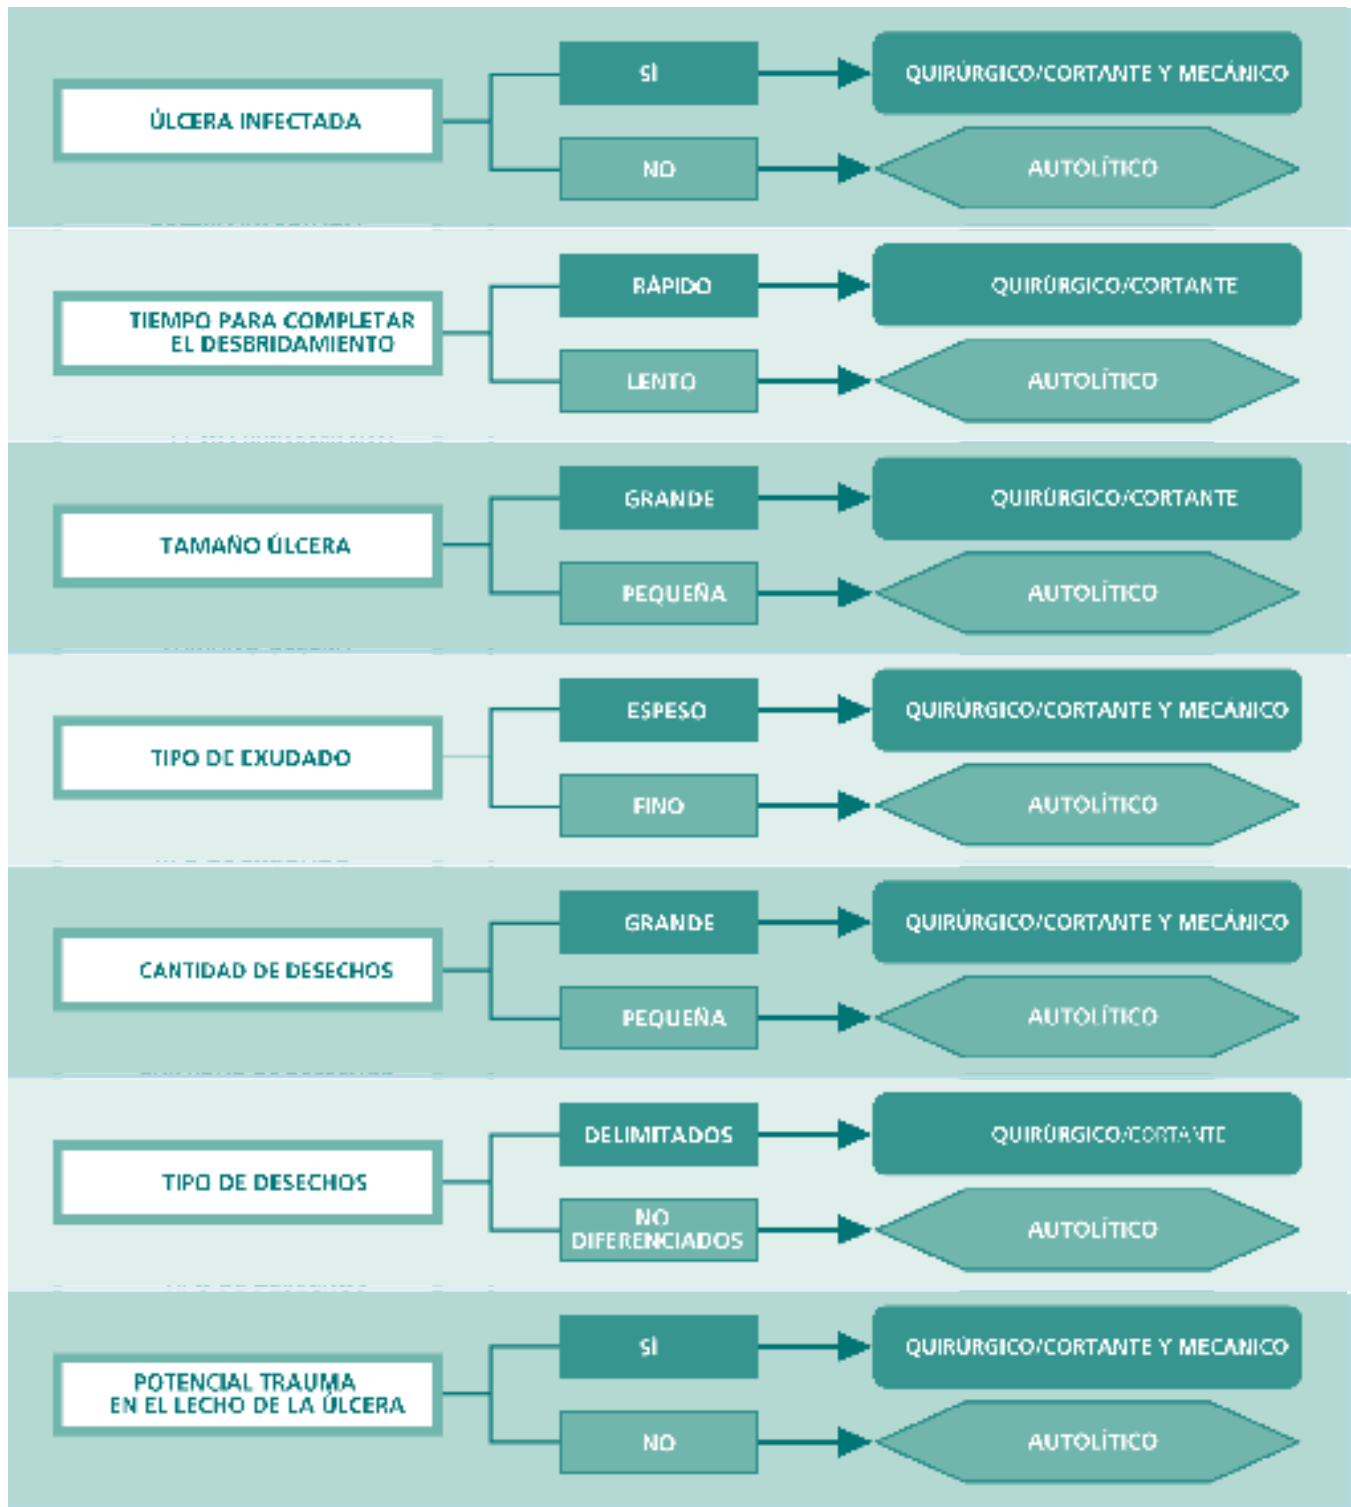 SÌ
QUIRÚRGICO/CORTANTE Y MECÁNICO
ÚLCERA INFECTADA
NO
AUTOLÍTICO
RÀPIDO
QUIRÚRGICO/CORTANTE
TIEMPO PARA COMPLETAR
EL DESBRIDAMIENTO
LENTO
AUTOLÍTICO
GRANDE
QUIRÚRGICO/CORTANTE
TAMAÑO ÚLCERA
PEQUEÑA
AUTOLÍTICO
ESPESO
QUIRÚRGICO/CORTANTE Y MECÁNICO
TIPO DE EXUDADO
FINO
AUTOLÍTICO
GRANDE
QUIRÚRGICO/CORTANTE Y MECÁNICO
CANTIDAD DE DESECHOS
PEQUEÑA
AUTOLÍTICO
DELIMITADOS
QUIRÚRGICO/CORTANTE
TIPO DE DESECHOS
NO
DIFERENCIADOS
AUTOLÍTICO
SÌ
QUIRÚRGICO/CORTANTE Y MECÁNICO
POTENCIAL TRAUMA
EN EL LECHO DE LA ÚLCERA
NO
AUTOLÍTICO